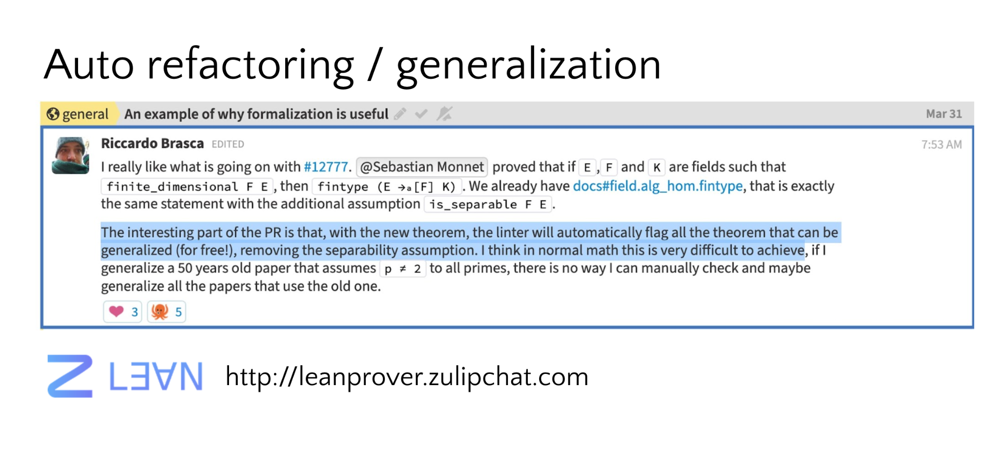 Auto refactoring / generalization
general An example of why formalization is useful Mar 31
Riccardo Brasca EDITED 7:53 AM
I really like what is going on with #12777. @Sebastian Monnet proved that if E , F and K are fields such that
finite_dimensional F E , then fintype (E →ₐ[F] K) . We already have docs#field.alg_hom.fintype, that is exactly
the same statement with the additional assumption is_separable F E .
The interesting part of the PR is that, with the new theorem, the linter will automatically flag all the theorem that can be
generalized (for free!), removing the separability assumption. I think in normal math this is very difficult to achieve, if I
generalize a 50 years old paper that assumes p ≠ 2 to all primes, there is no way I can manually check and maybe
generalize all the papers that use the old one.
3 5
L∃∀N http://leanprover.zulipchat.com